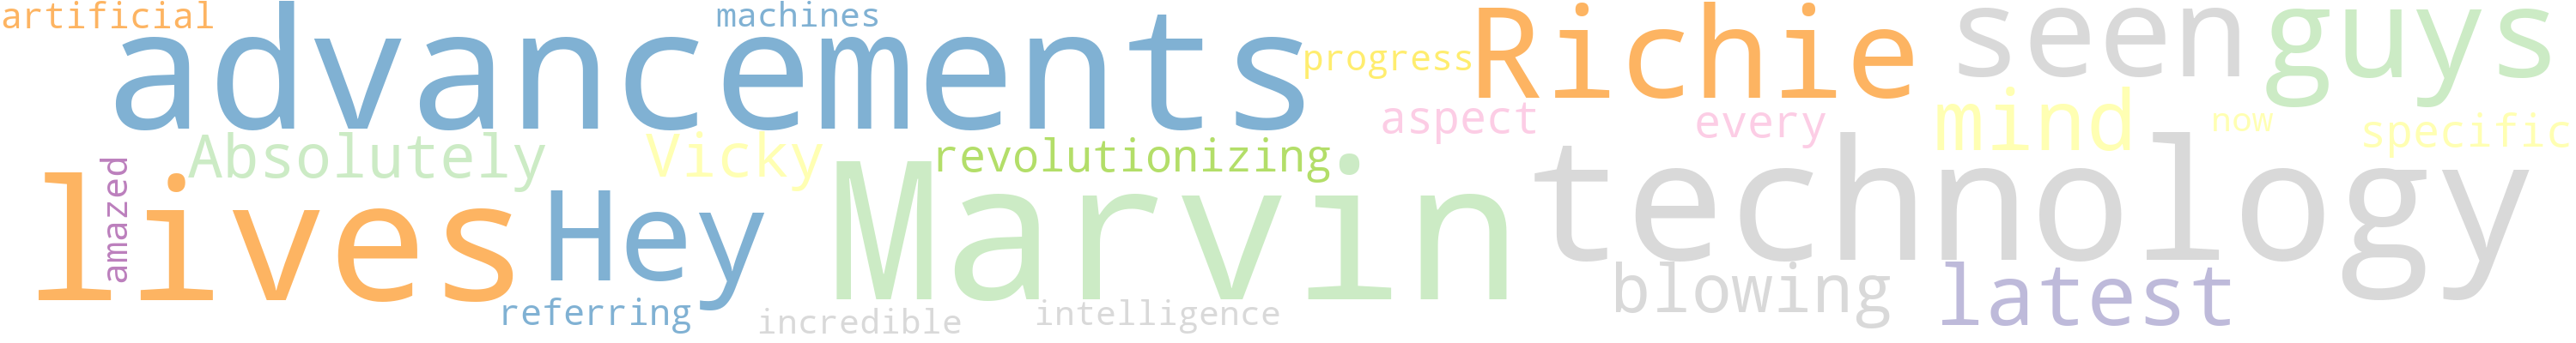 artificial
machines
advancements
progress
Richie
seen
guys
aspect
every
mind
now
specific
Absolutely
Vicky
revolutionizing
amazed
lives
Hey
Marvin
technology
blowing
latest
referring
incredible
intelligence